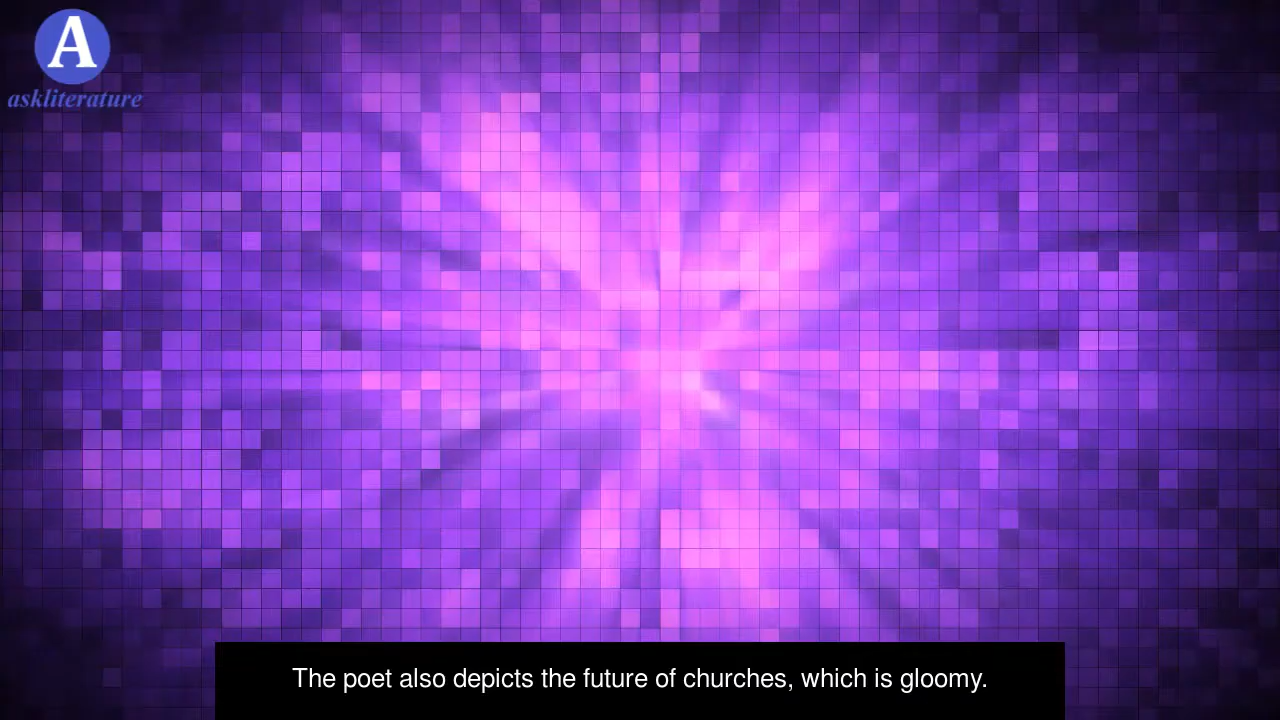 A
askliterature
The poet also depicts the future of churches, which is gloomy.